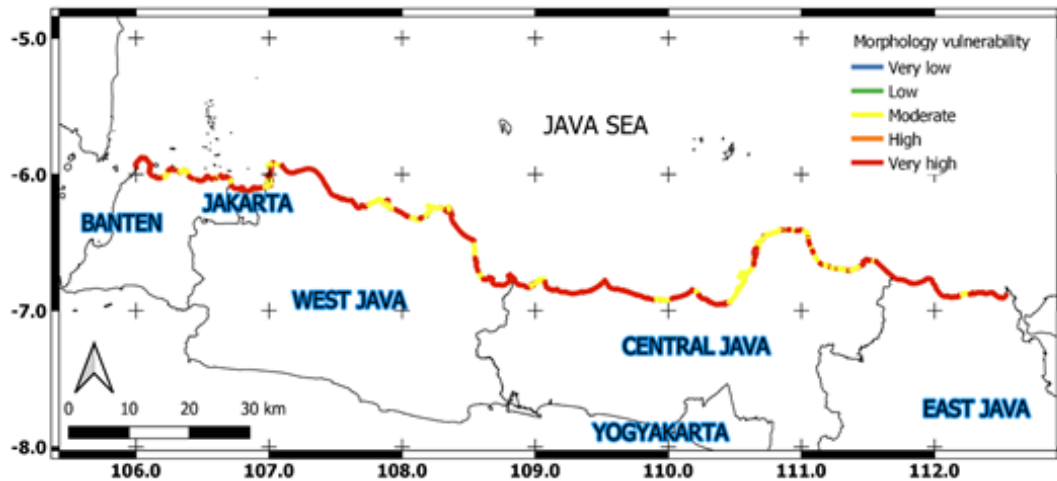 -5.0
Morphology vulnerability
Very low
Low
Moderate
High
Very high
JAVA SEA
-6.0
JAKARTA
BANTEN
WEST JAVA
-7.0
CENTRAL JAVA
0 10 20 30 km
EAST JAVA
YOGYAKARTA
-8.0
106.0 107.0 108.0 109.0 110.0 111.0 112.0